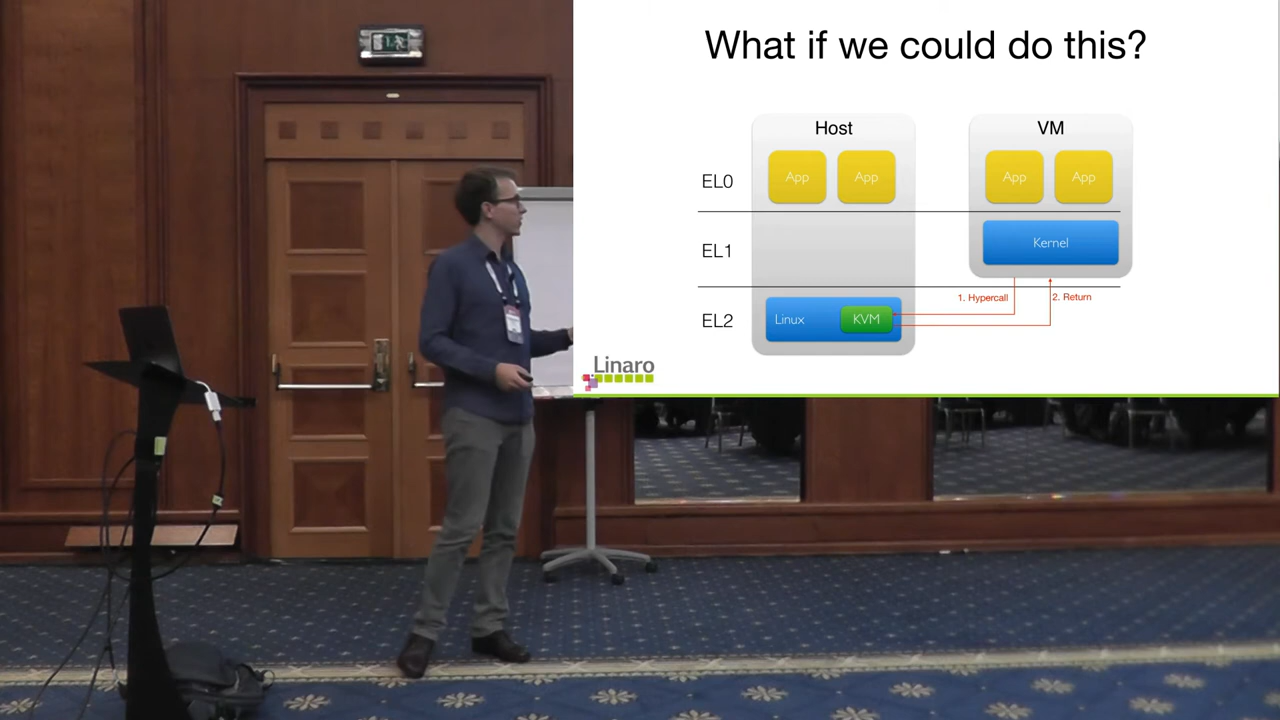 What if we could do this?
Host
VM
EL0
App
App
App
App
EL1
Kernel
1. Hypercall
2. Return
EL2
Linux
KVM
Linaro